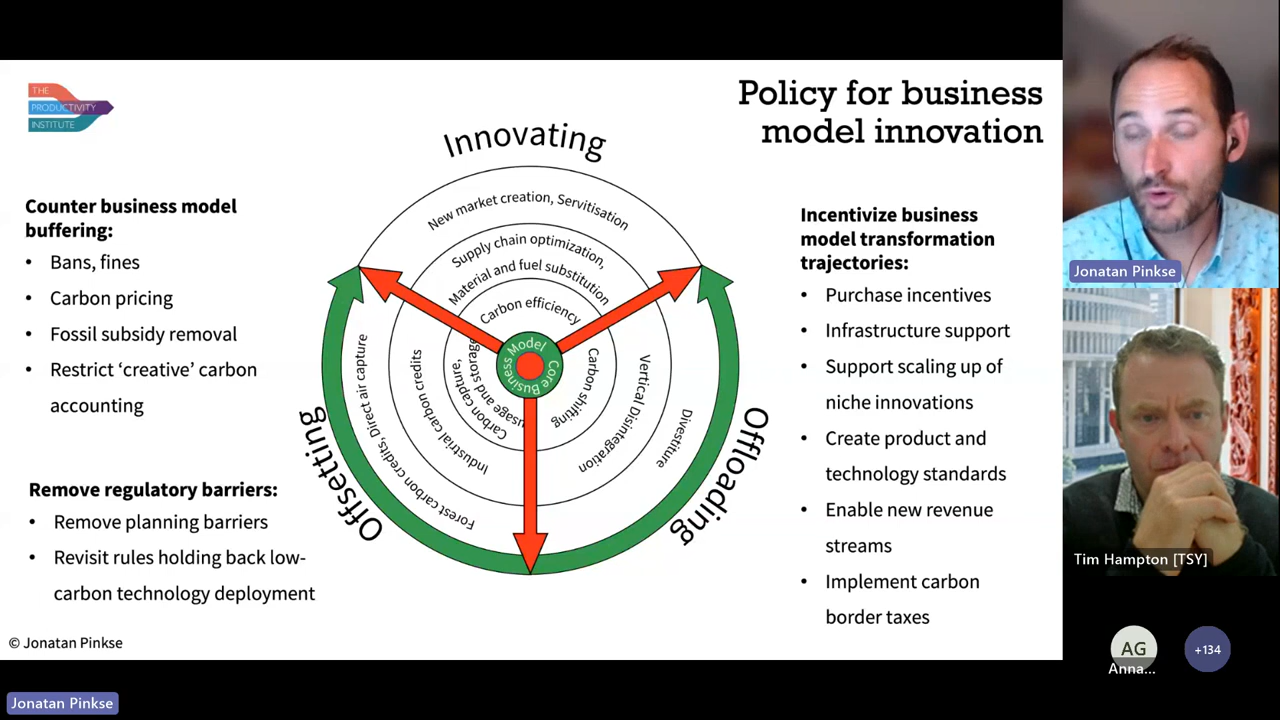 THE
PRODUCTIVITY
INSTITUTE
Policy for business
model innovation
Counter business model
buffering:
• Bans, fines
• Carbon pricing
• Fossil subsidy removal
• Restrict ‘creative’ carbon
accounting
Remove regulatory barriers:
• Remove planning barriers
• Revisit rules holding back low-
carbon technology deployment
Innovating
New market creation, Servitisation
Supply chain optimization,
Material and fuel substitution
Carbon efficiency
Core Business Model
Offsetting
Forest carbon credits, Direct air capture
Industrial carbon credits
Carbon capture,
usage and storage
Offloading
Carbon shifting
Vertical Disintegration
Divestiture
Incentivize business
model transformation
trajectories:
• Purchase incentives
• Infrastructure support
• Support scaling up of
niche innovations
• Create product and
technology standards
• Enable new revenue
streams
• Implement carbon
border taxes
© Jonatan Pinkse
Jonatan Pinkse
Jonatan Pinkse
Tim Hampton [TSY]
AG
Anna...
+134